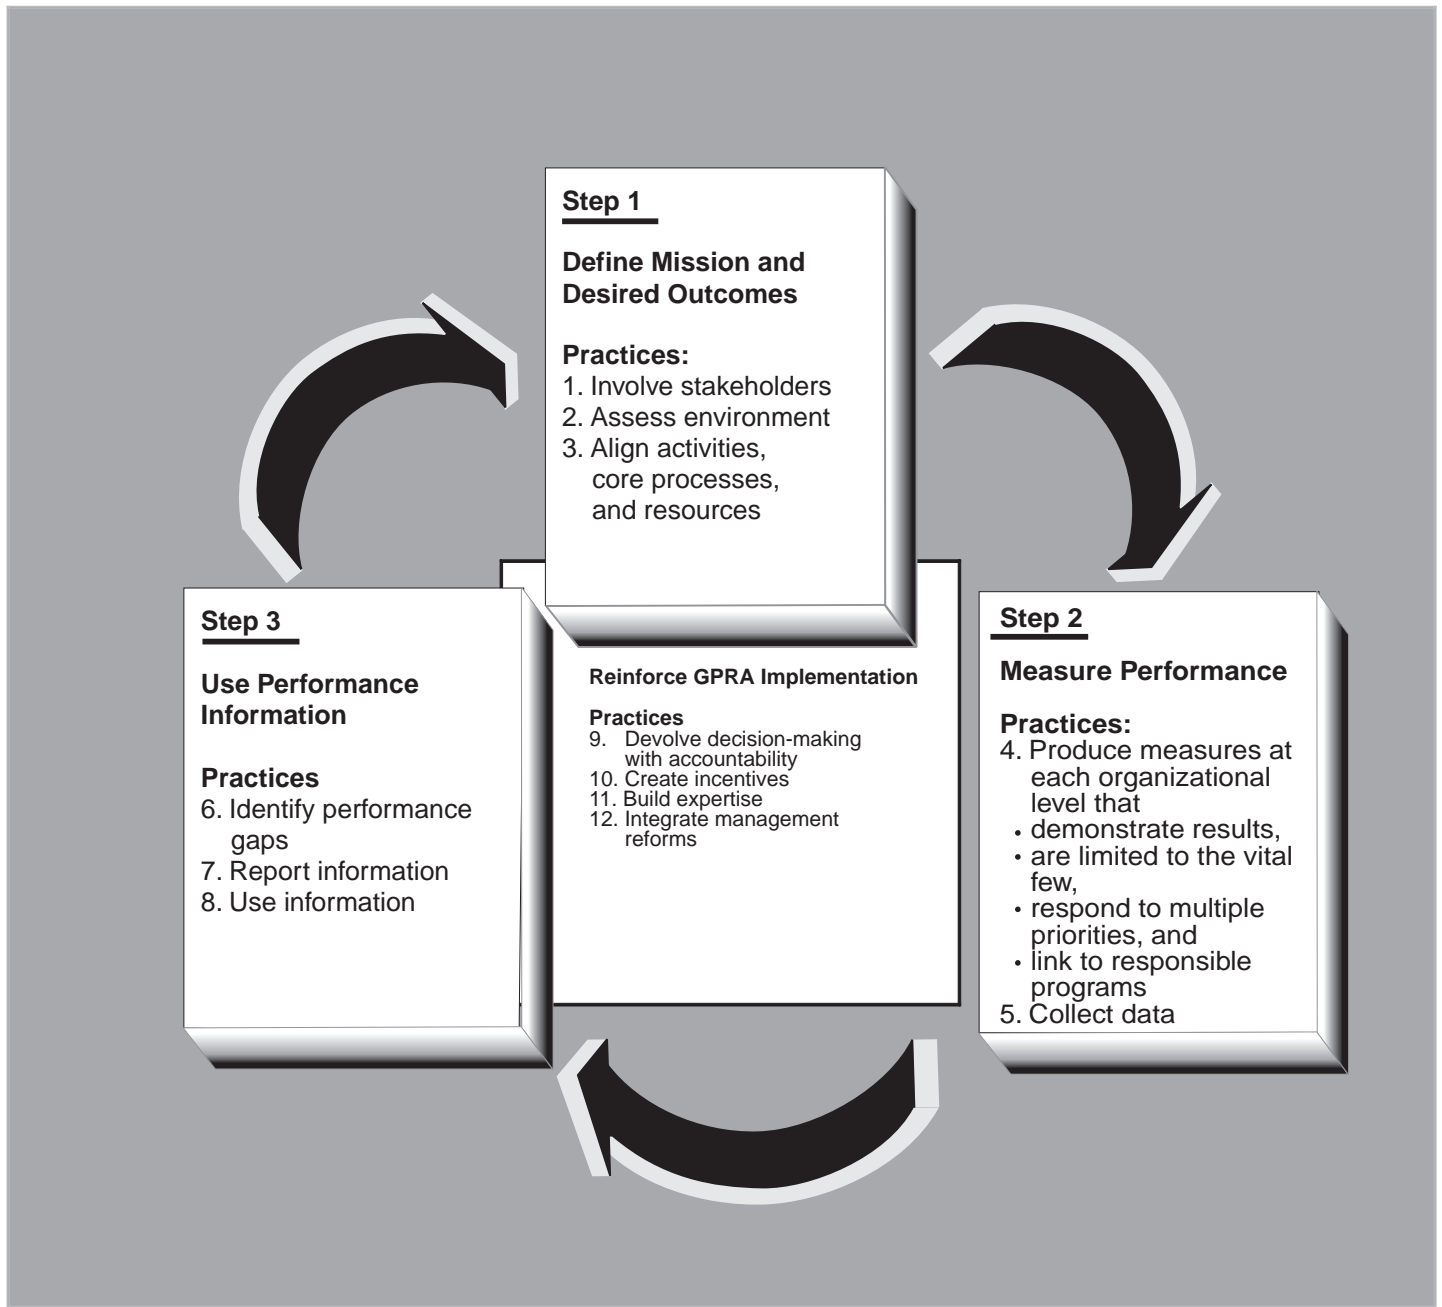 Step 1
Define Mission and
Desired Outcomes
Practices:
1. Involve stakeholders
2. Assess environment
3. Align activities,
core processes,
and resources
Step 2
Measure Performance
Practices:
4. Produce measures at
each organizational
level that
• demonstrate results,
• are limited to the vital
few,
• respond to multiple
priorities, and
• link to responsible
programs
5. Collect data
Step 3
Use Performance
Information
Practices
6. Identify performance
gaps
7. Report information
8. Use information
Reinforce GPRA Implementation
Practices
9. Devolve decision-making
with accountability
10. Create incentives
11. Build expertise
12. Integrate management
reforms